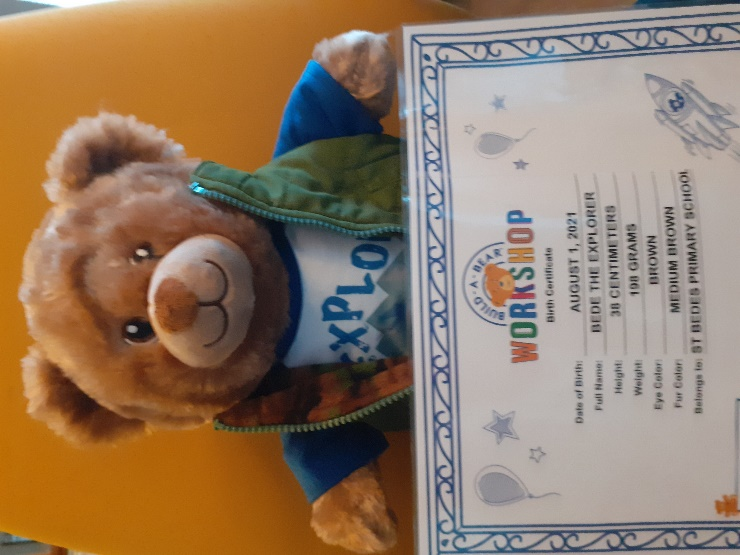 EXPLO
BUILD-A-BEAR
WORKSHOP
Birth Certificate
Date of Birth: AUGUST 1, 2021
Full Name: BEDE THE EXPLORER
Height: 38 CENTIMETERS
Weight: 198 GRAMS
Eye Color: BROWN
Fur Color: MEDIUM BROWN
Belongs to: ST BEDES PRIMARY SCHOOL